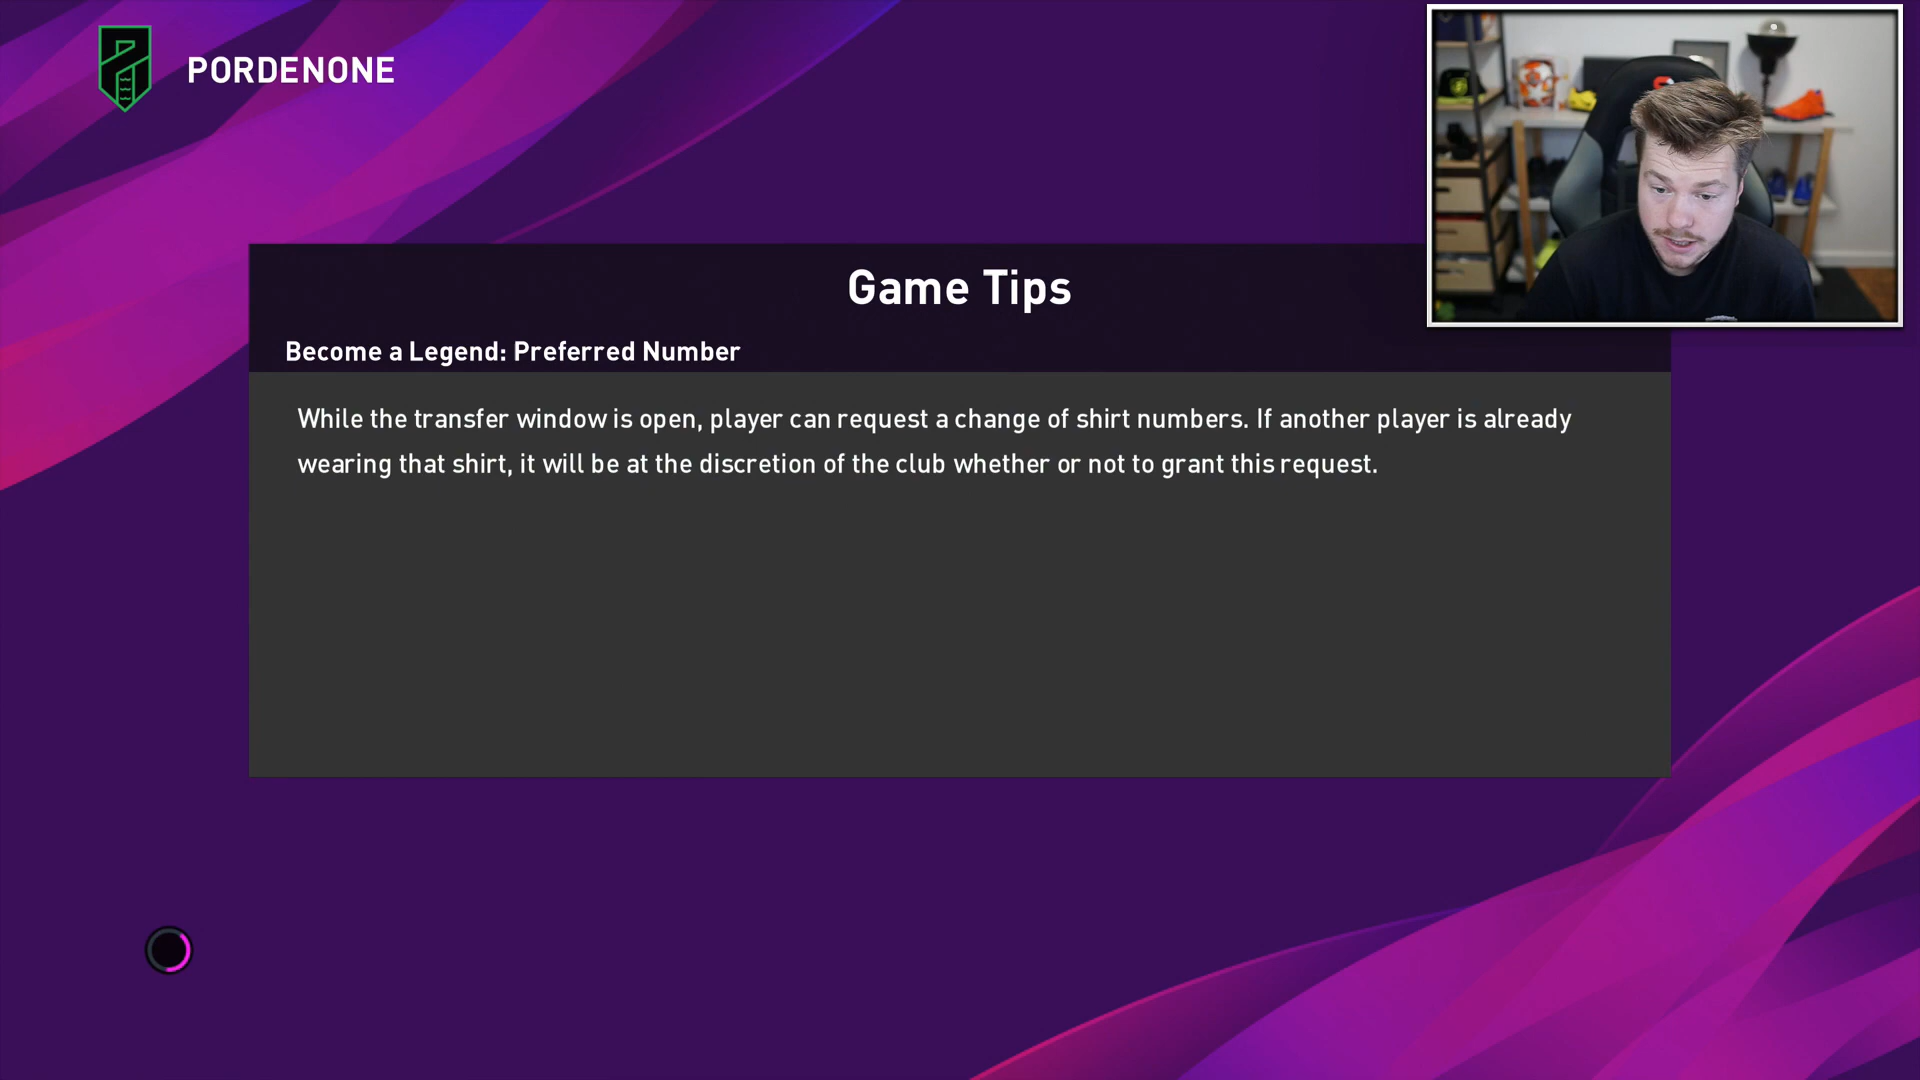 PORDENONE
Game Tips
Become a Legend: Preferred Number
While the transfer window is open, player can request a change of shirt numbers. If another player is already
wearing that shirt, it will be at the discretion of the club whether or not to grant this request.